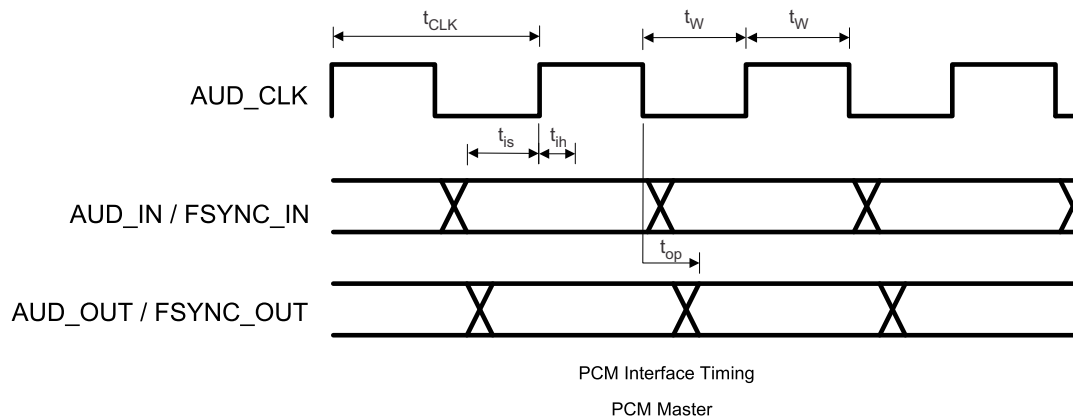 tCLK
tW
tW
AUD_CLK
tis
tih
AUD_IN / FSYNC_IN
top
AUD_OUT / FSYNC_OUT
PCM Interface Timing
PCM Master